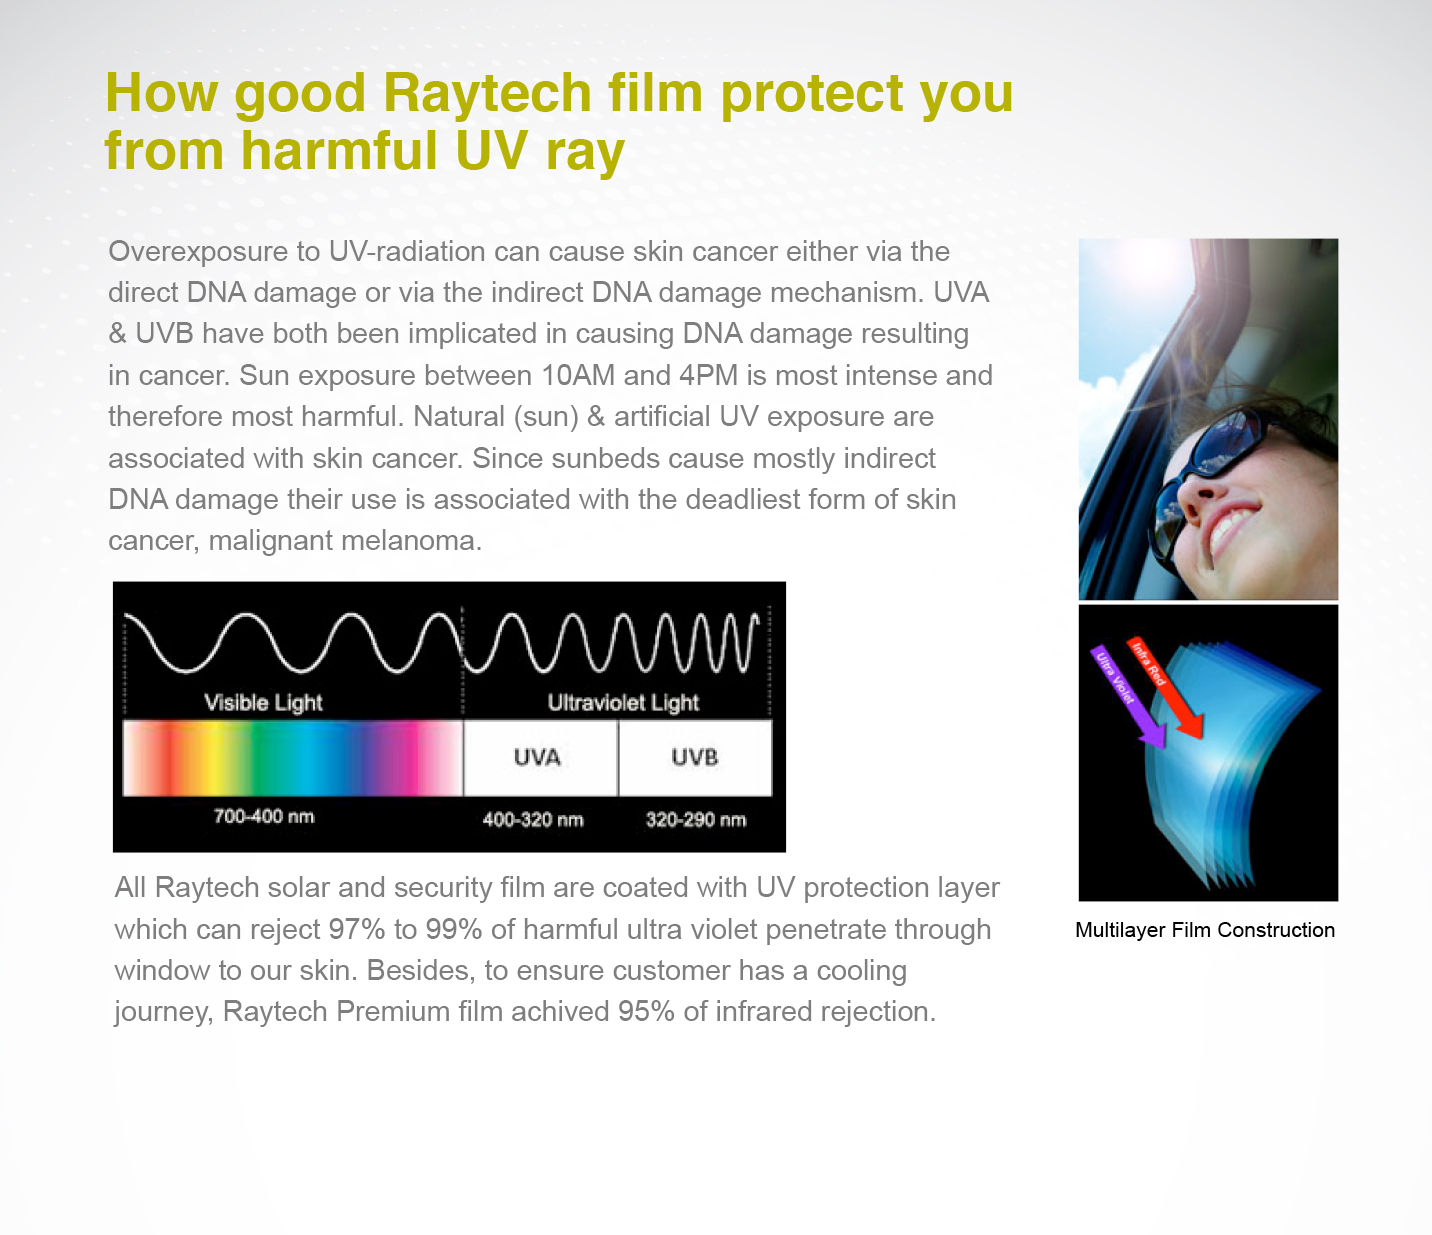 How good Raytech film protect you
from harmful UV ray
Overexposure to UV-radiation can cause skin cancer either via the
direct DNA damage or via the indirect DNA damage mechanism. UVA
& UVB have both been implicated in causing DNA damage resulting
in cancer. Sun exposure between 10AM and 4PM is most intense and
therefore most harmful. Natural (sun) & artificial UV exposure are
associated with skin cancer. Since sunbeds cause mostly indirect
DNA damage their use is associated with the deadliest form of skin
cancer, malignant melanoma.
Visible Light
Ultraviolet Light
UVA
UVB
700-400 nm
400-320 nm
320-290 nm
All Raytech solar and security film are coated with UV protection layer
which can reject 97% to 99% of harmful ultra violet penetrate through
window to our skin. Besides, to ensure customer has a cooling
journey, Raytech Premium film achived 95% of infrared rejection.
Ultra Violet
Infra Red
Multilayer Film Construction